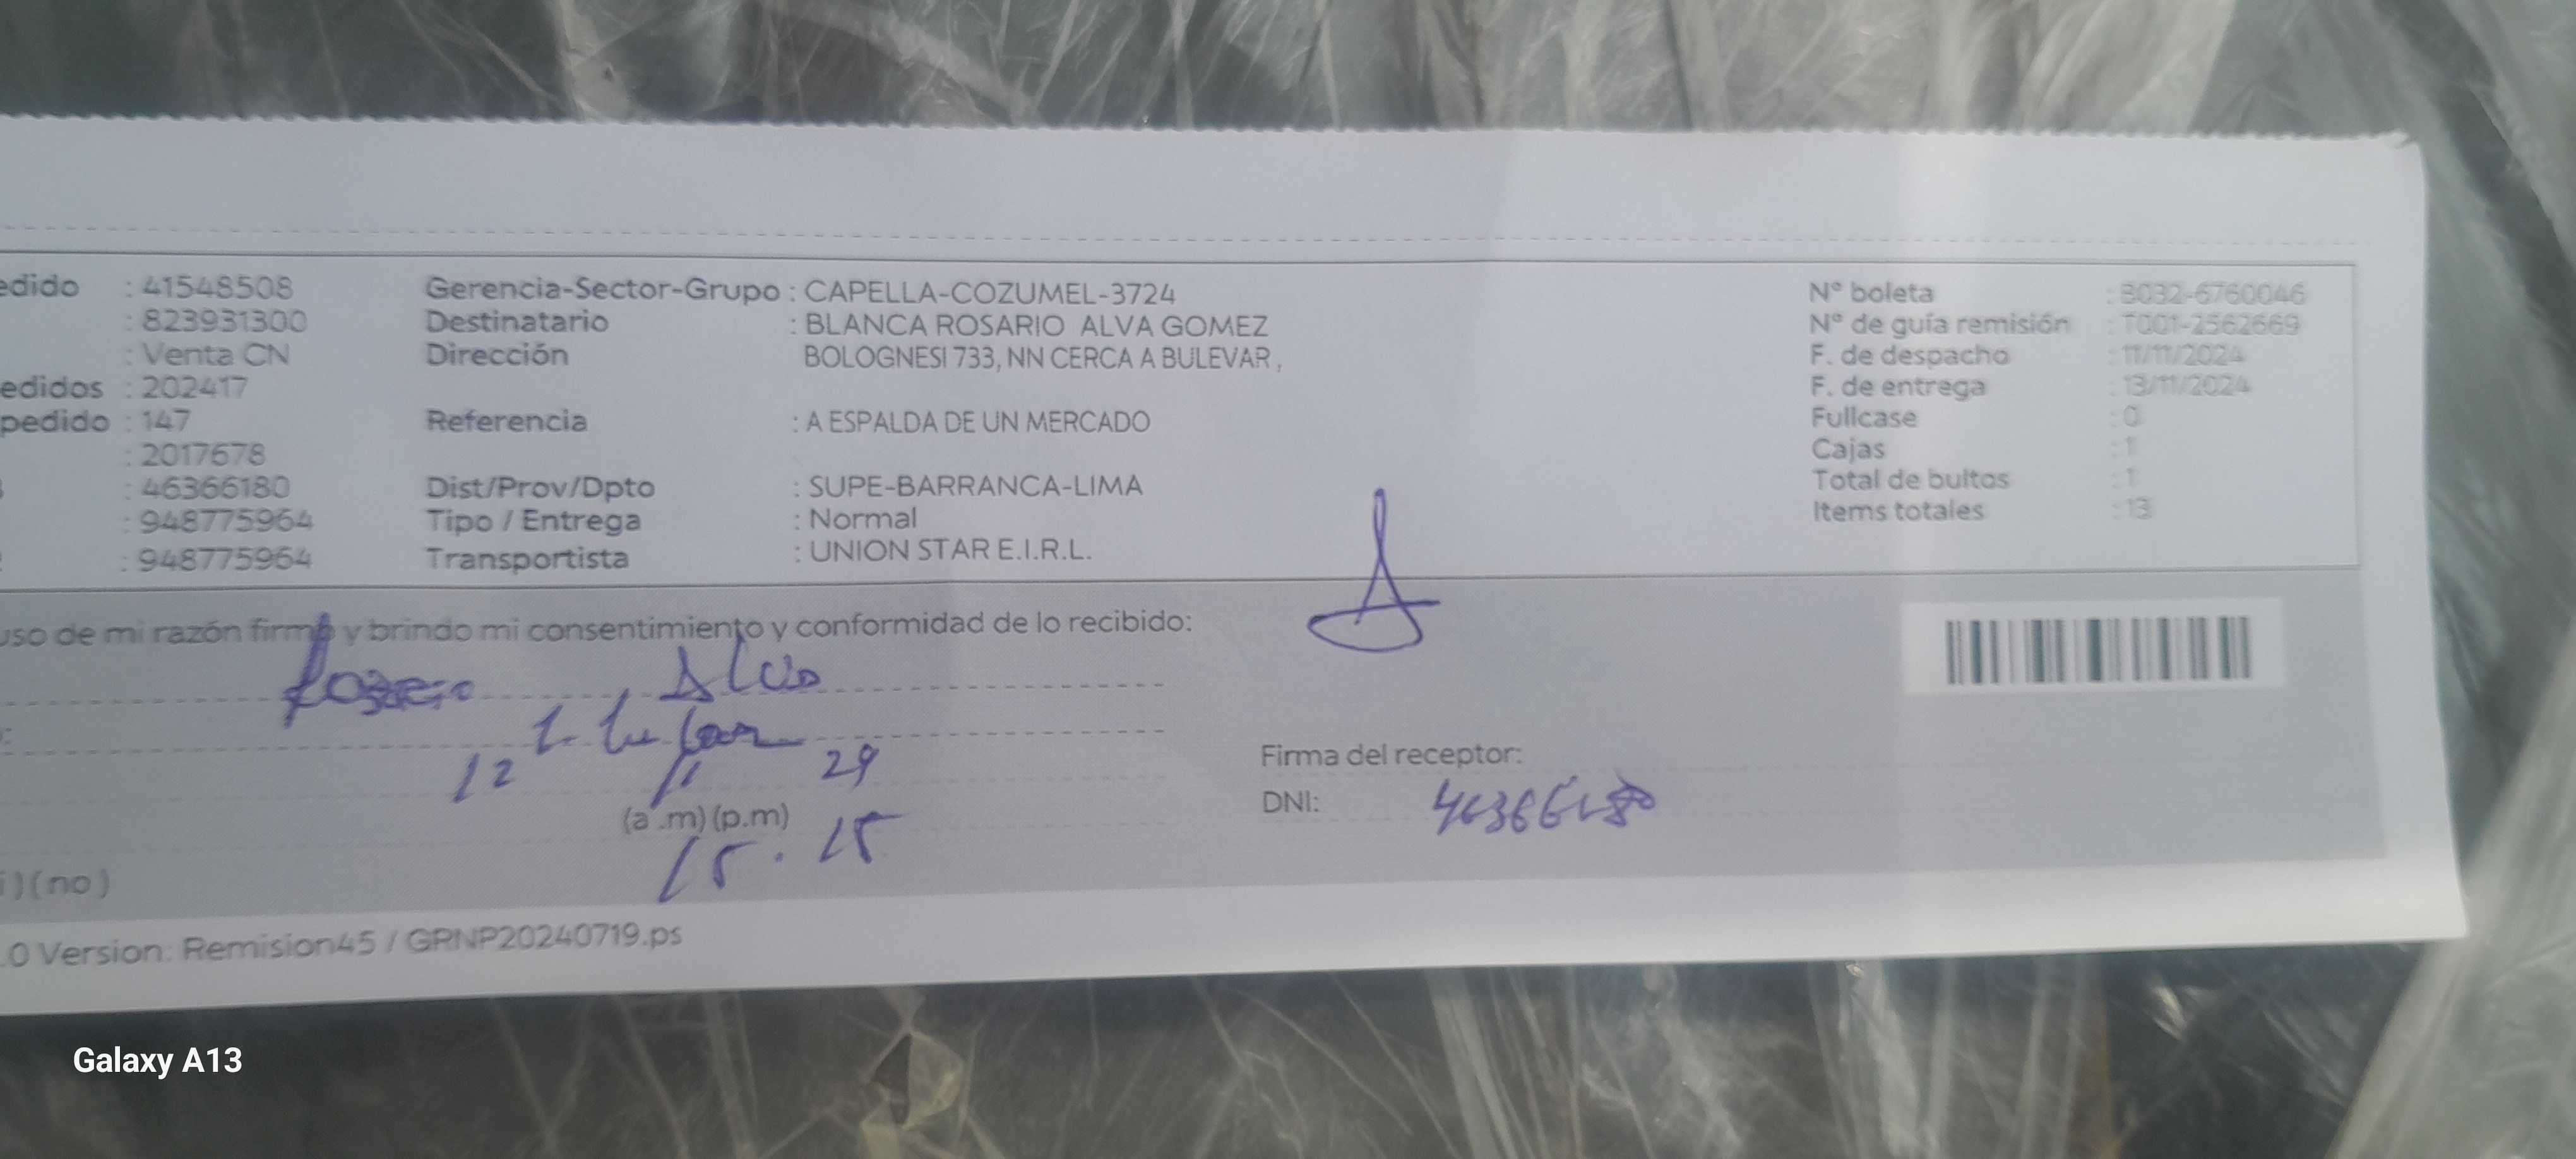 edido : 41548508 Gerencia-Sector-Grupo : CAPELLA-COZUMEL-3724 N° boleta : B032-6760046
: 823931300 Destinatario : BLANCA ROSARIO ALVA GOMEZ N° de guía remisión : T001-2562669
: Venta CN Dirección BOLOGNESI 733, NN CERCA A BULEVAR , F. de despacho : 11/11/2024
edidos : 202417 F. de entrega : 13/11/2024
pedido : 147 Referencia : A ESPALDA DE UN MERCADO Fullcase : 0
: 2017678 Cajas : 1
: 46366180 Dist/Prov/Dpto : SUPE-BARRANCA-LIMA Total de bultos : 1
: 948775964 Tipo / Entrega : Normal Items totales : 13
: 948775964 Transportista : UNION STAR E.I.R.L.
uso de mi razón firmo y brindo mi consentimiento y conformidad de lo recibido:
Rosario Alva
12 11 24
Firma del receptor:
(a .m) (p.m)
DNI: 46366180
15 . 15
i ) ( no )
.0 Version: Remision45 / GRNP20240719.ps
Galaxy A13